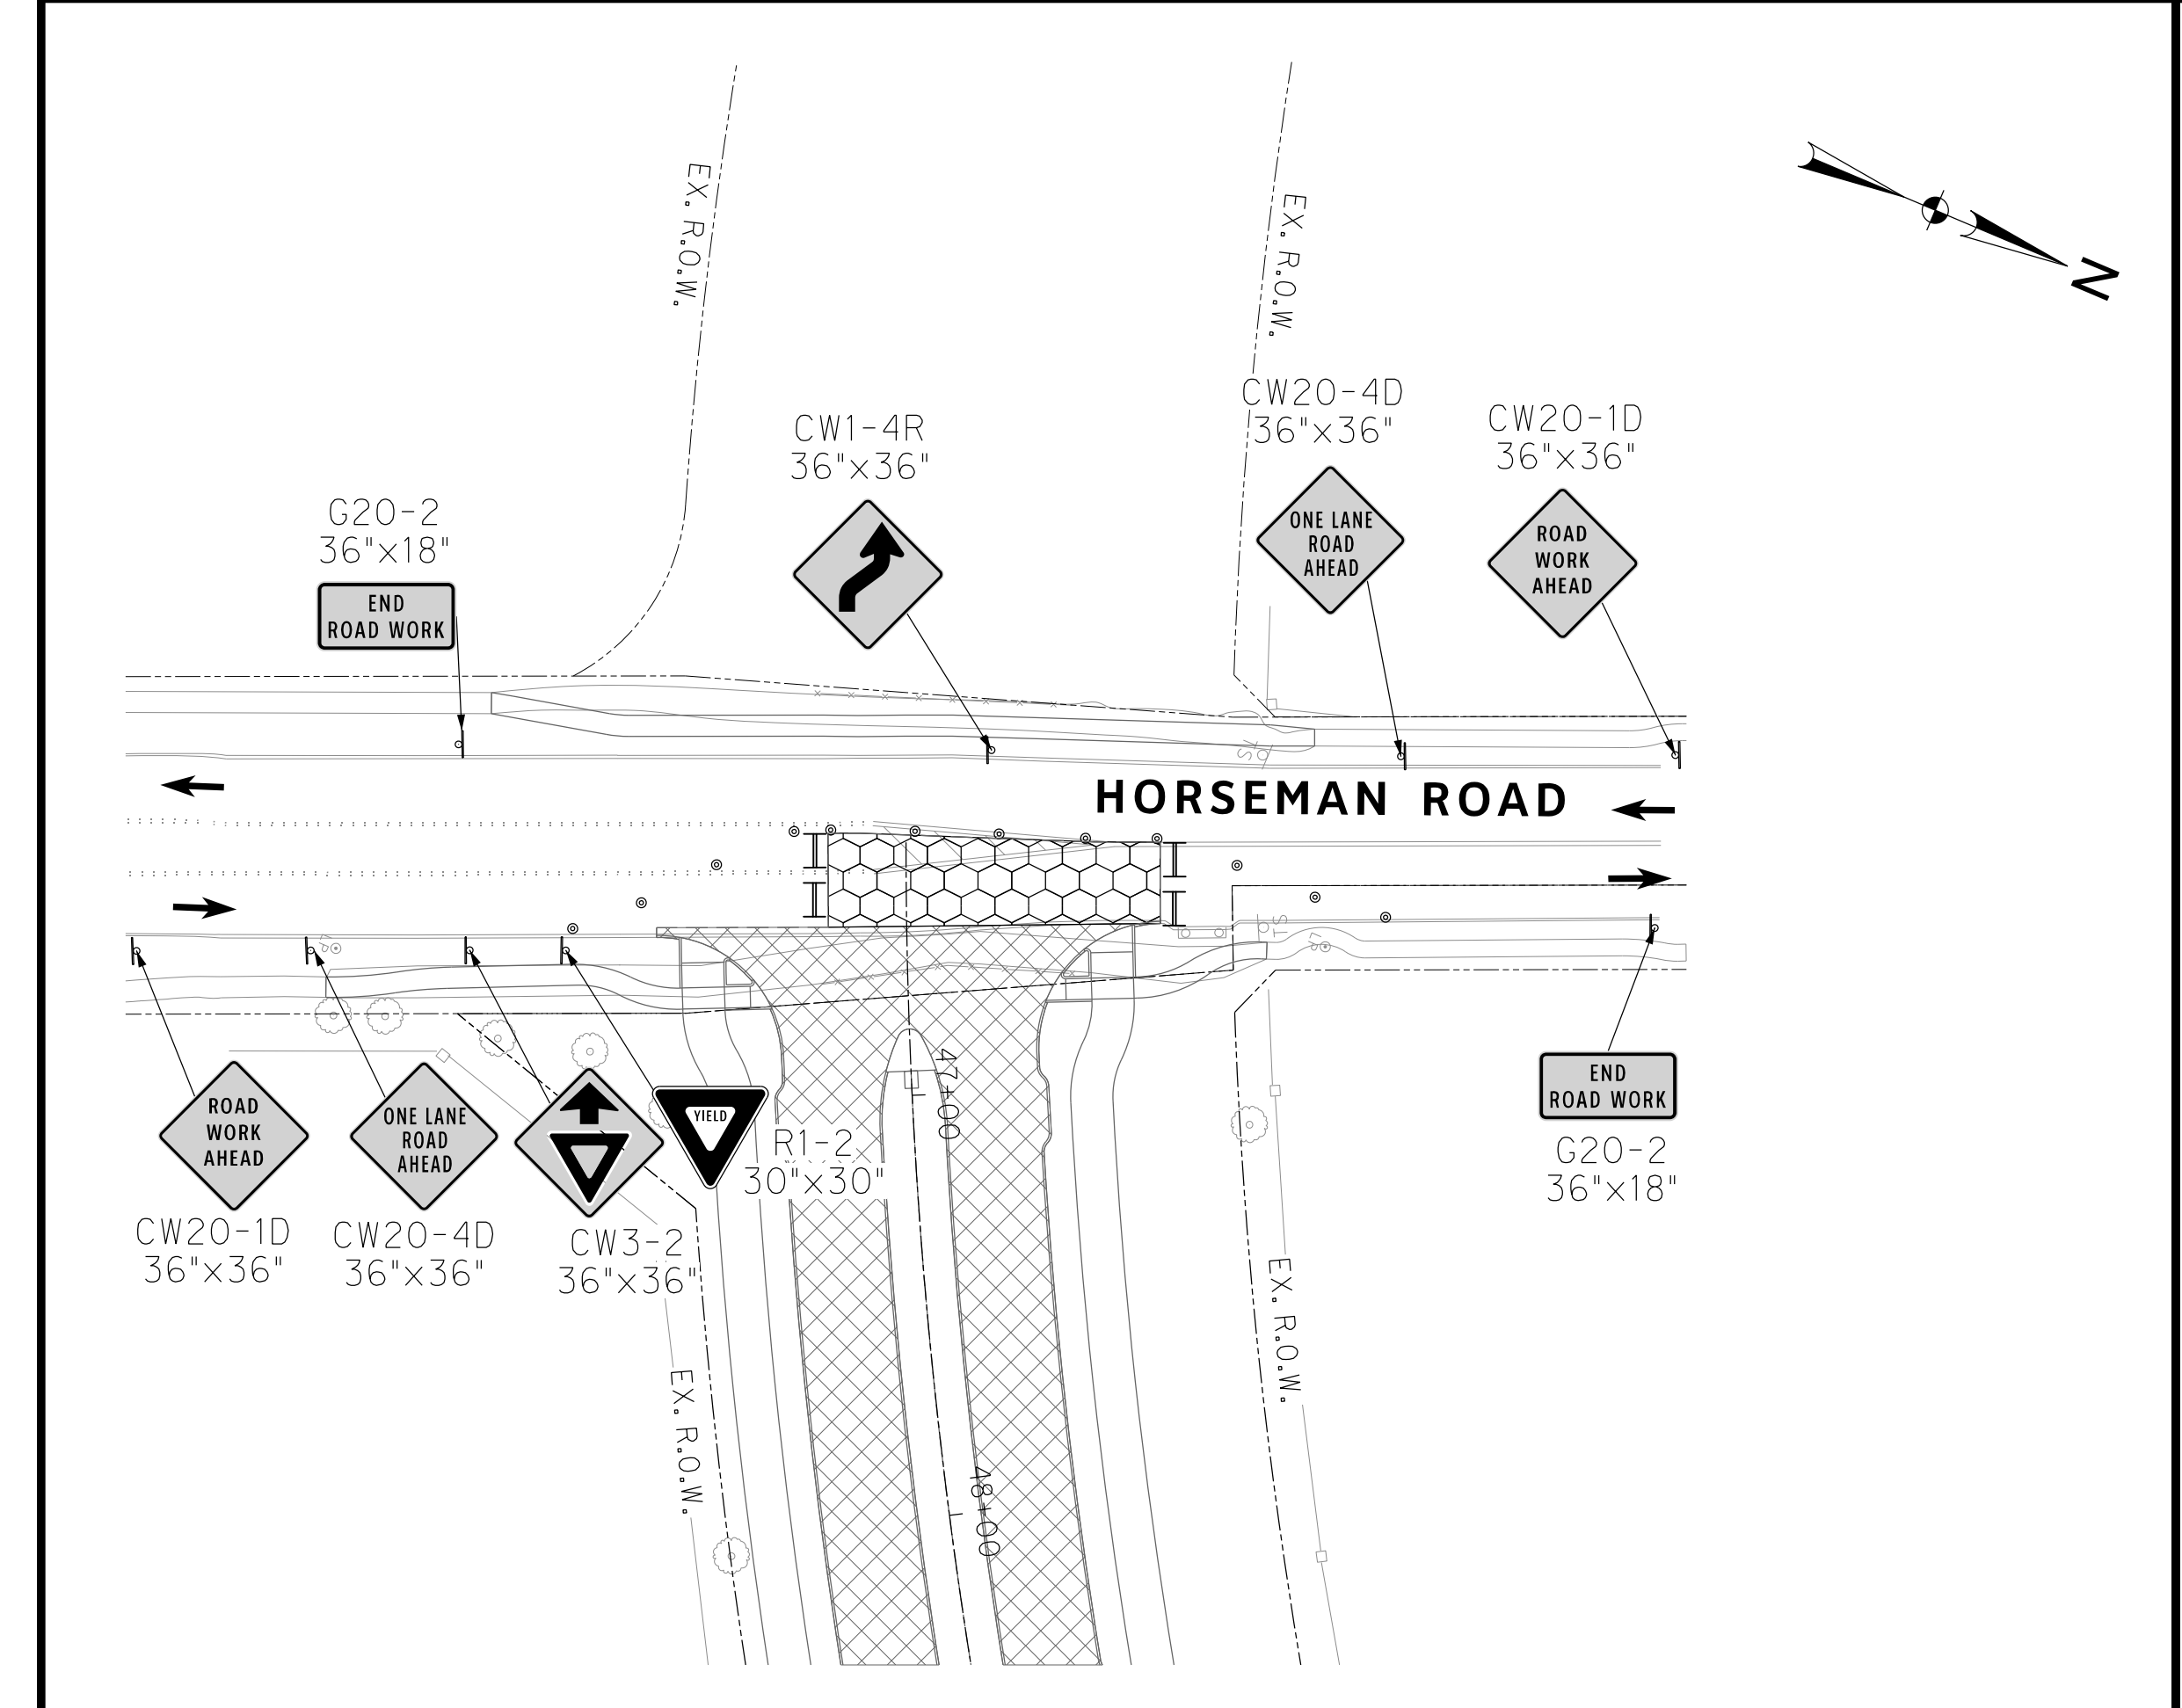 EX. R.O.W.
EX. R.O.W.
N
CW20-4D
36"x36"
CW1-4R
36"x36"
CW20-1D
36"x36"
G20-2
36"x18"
ONE LANE
ROAD
AHEAD
ROAD
WORK
AHEAD
END
ROAD WORK
HORSEMAN ROAD
ROAD
WORK
AHEAD
ONE LANE
ROAD
AHEAD
YIELD
R1-2
30"x30"
47+00
END
ROAD WORK
G20-2
36"x18"
CW20-1D
36"x36"
CW20-4D
36"x36"
CW3-2
36"x36"
EX. R.O.W.
EX. R.O.W.
48+00